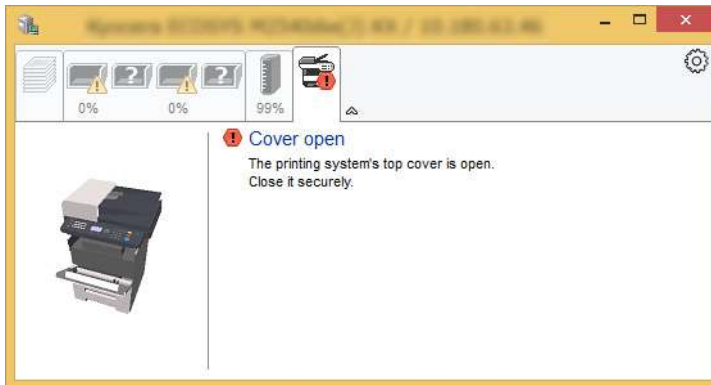 0%
0%
99%
Cover open
The printing system's top cover is open.
Close it securely.